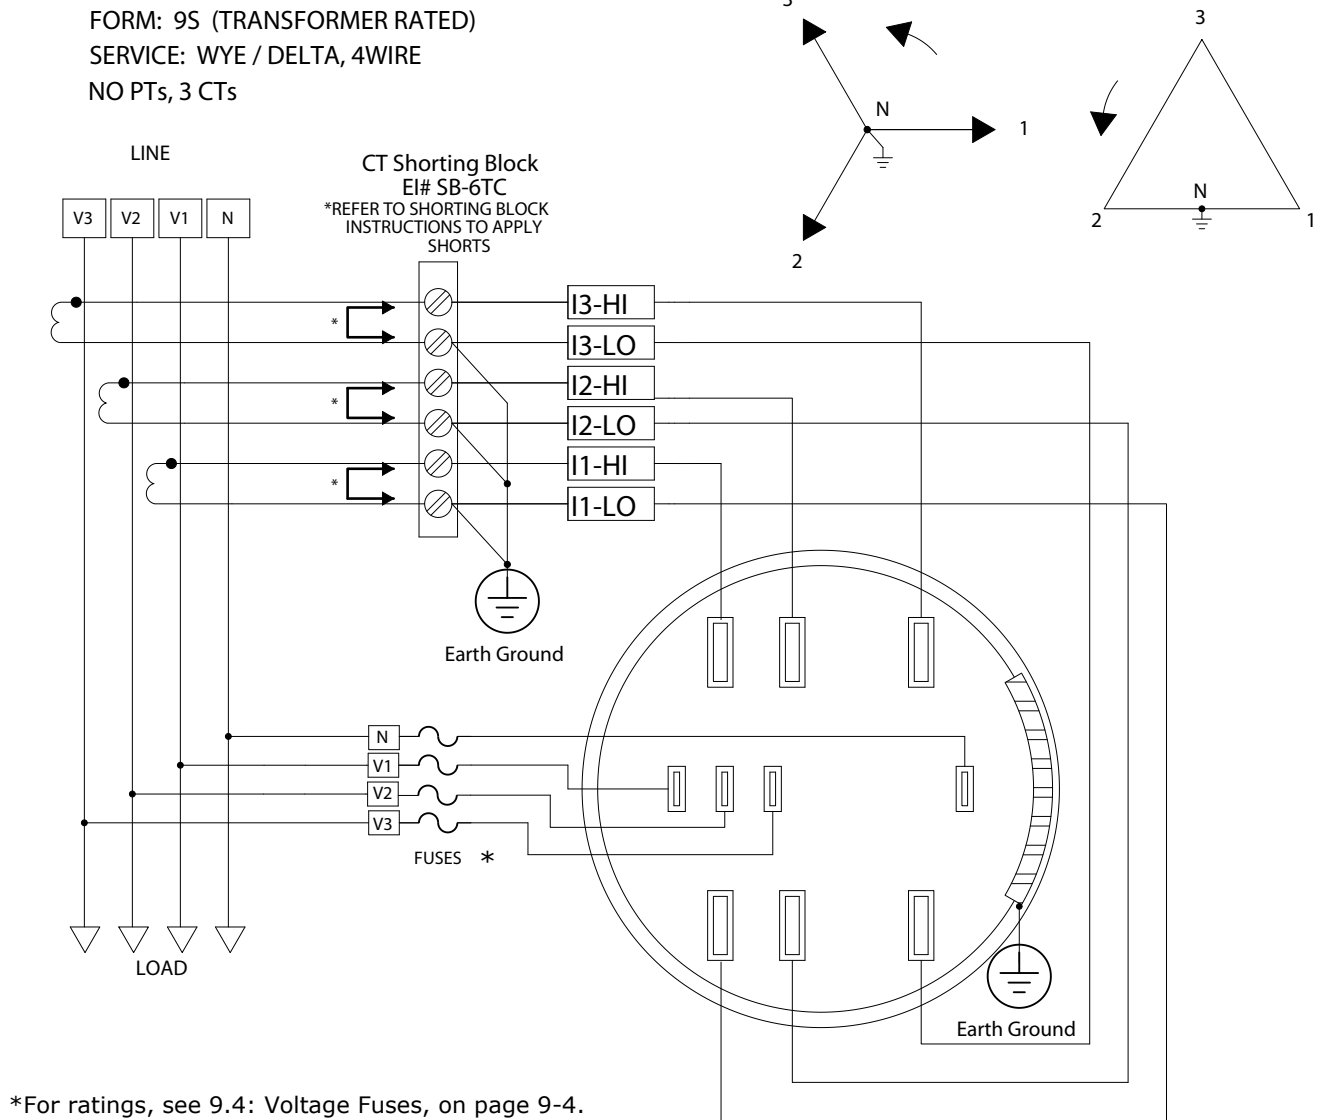 FORM: 9S (TRANSFORMER RATED)
SERVICE: WYE / DELTA, 4WIRE
NO PTs, 3 CTs
3
N
1
2
3
N
2
1
LINE
V3
V2
V1
N
CT Shorting Block
EI# SB-6TC
*REFER TO SHORTING BLOCK
INSTRUCTIONS TO APPLY
SHORTS
*
I3-HI
I3-LO
*
I2-HI
I2-LO
*
I1-HI
I1-LO
Earth Ground
N
V1
V2
V3
FUSES *
LOAD
Earth Ground
*For ratings, see 9.4: Voltage Fuses, on page 9-4.